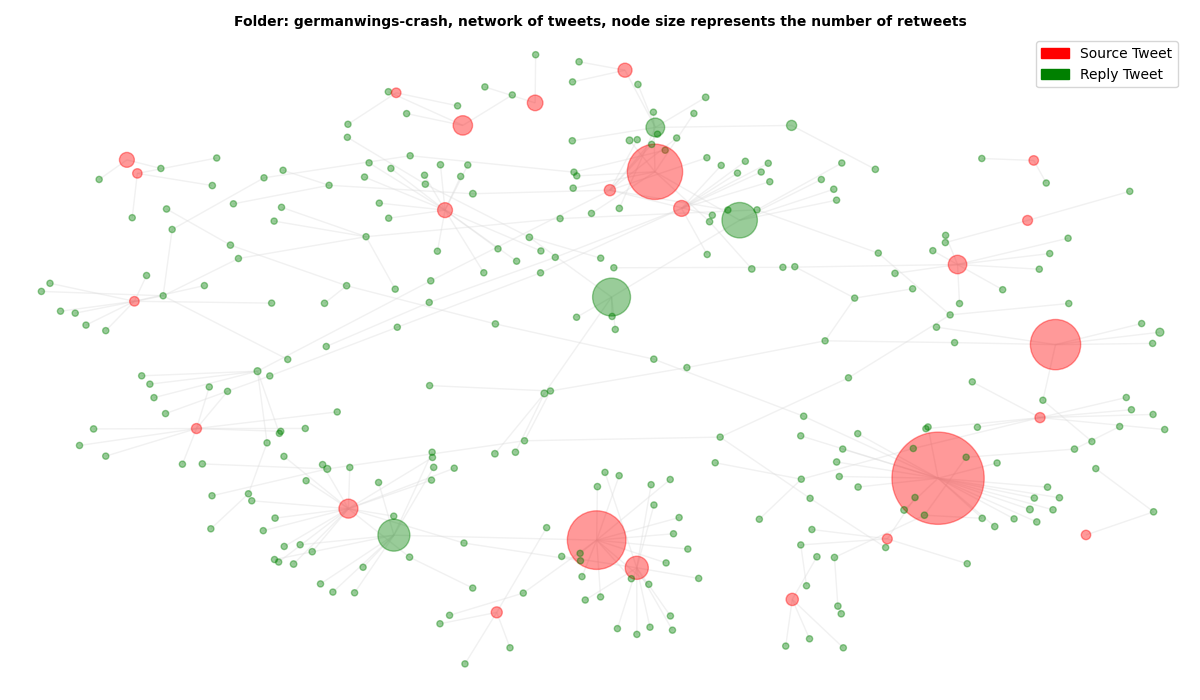 Folder: germanwings-crash, network of tweets, node size represents the number of retweets
Source Tweet
Reply Tweet